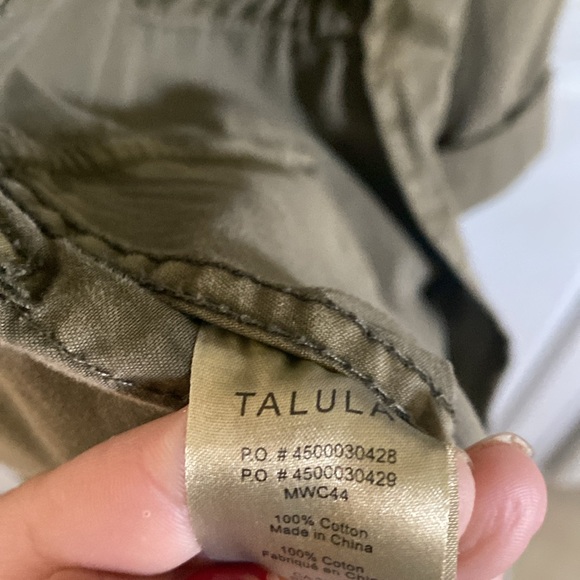 TALULA
P.O. # 4500030428
P.O # 4500030429
MWC44
100% Cotton
Made in China
100% Coton
Fabriqué en Chine